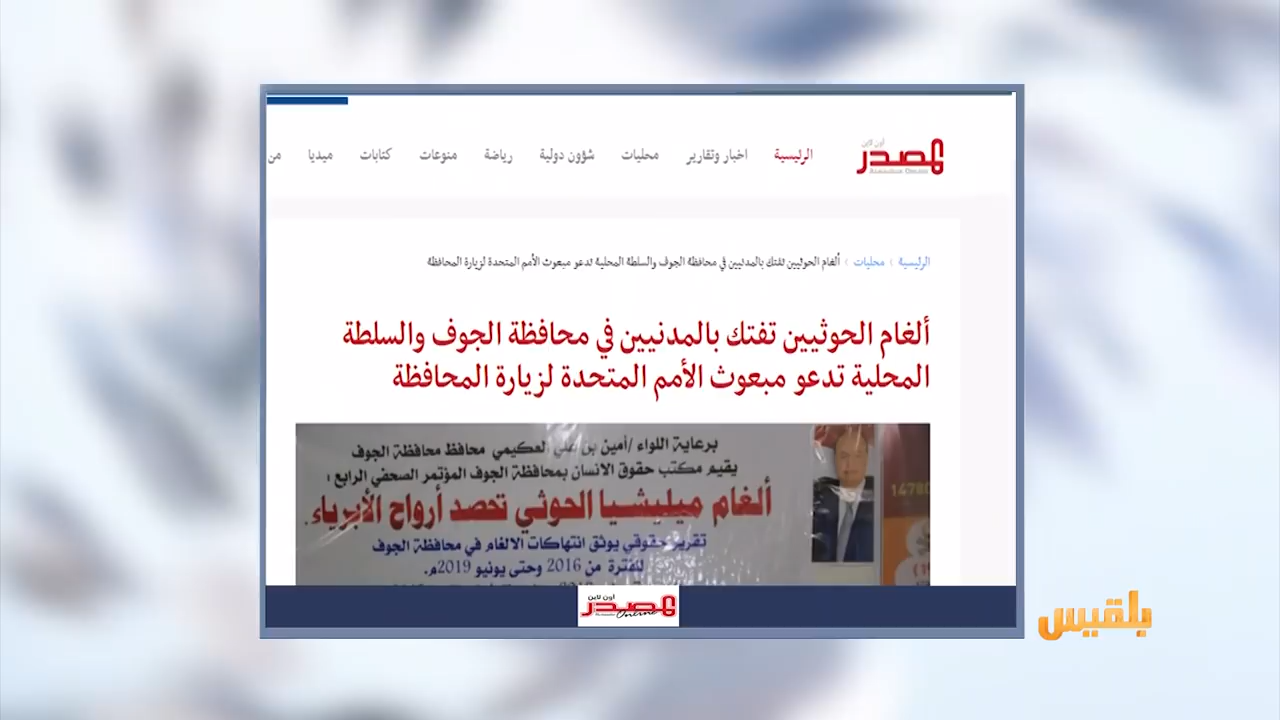 مصدر
أون لاين
الرئيسية اخبار وتقارير محليات شؤون دولية رياضة منوعات كتابات ميديا من
الرئيسية › محليات › ألغام الحوثيين تفتك بالمدنيين في محافظة الجوف والسلطة المحلية تدعو مبعوث الأمم المتحدة لزيارة المحافظة
ألغام الحوثيين تفتك بالمدنيين في محافظة الجوف والسلطة
المحلية تدعو مبعوث الأمم المتحدة لزيارة المحافظة
برعاية اللواء /أمين بن علي العكيمي محافظ محافظة الجوف
يقيم مكتب حقوق الانسان بمحافظة الجوف المؤتمر الصحفي الرابع :
ألغام ميليشيا الحوثي تحصد أرواح الأبرياء.
تقرير حقوقي يوثق انتهاكات الالغام في محافظة الجوف
للفترة من 2016 وحتى يونيو 2019م.
أون لاين
مصدر
Online
بلقيس